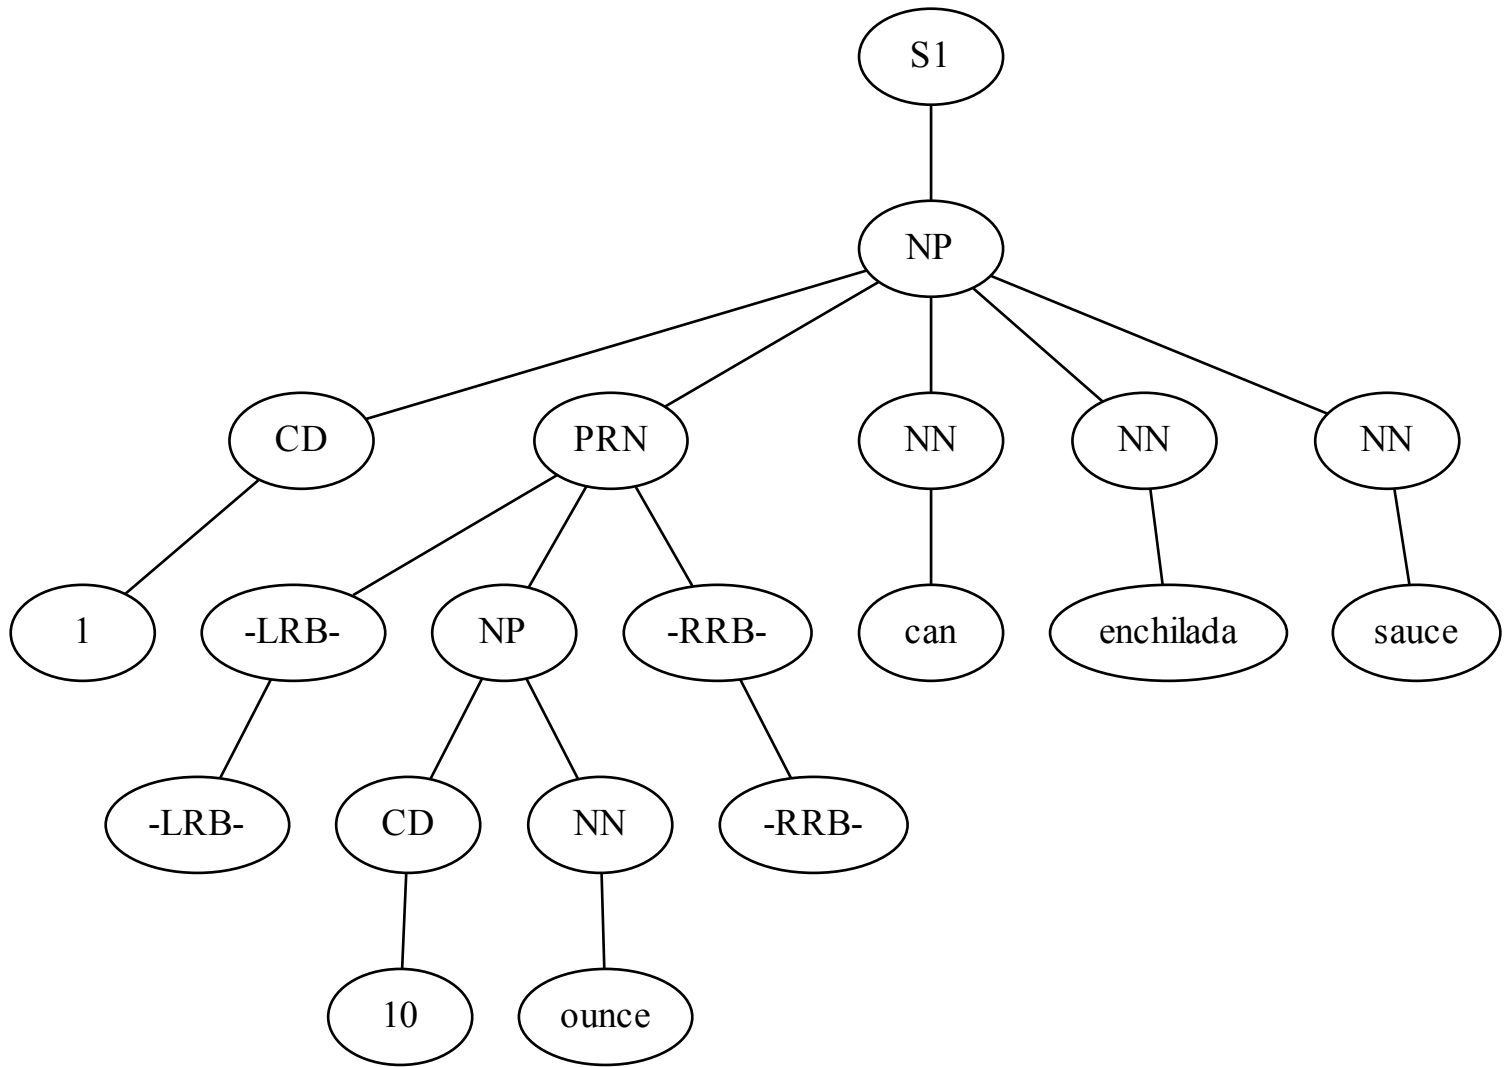 S1
NP
CD PRN NN NN NN
1 -LRB- NP -RRB- can enchilada sauce
-LRB- CD NN -RRB-
10 ounce